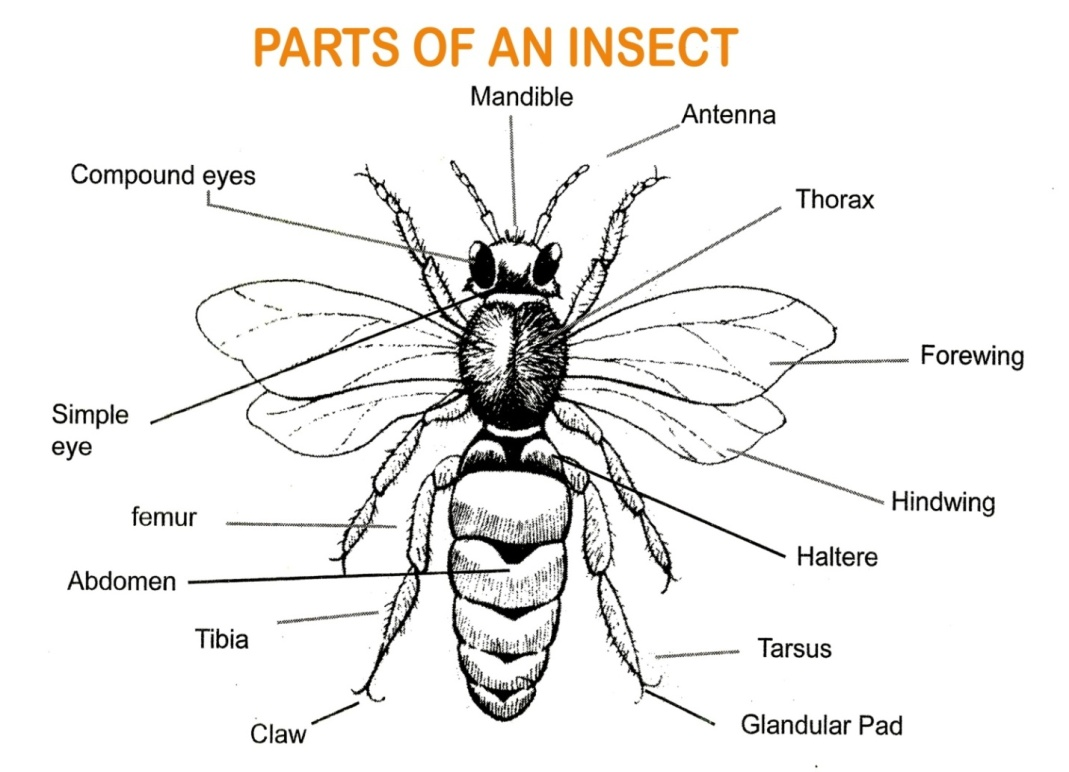 PARTS OF AN INSECT
Mandible
Antenna
Compound eyes
Thorax
Forewing
Simple
eye
Hindwing
femur
Haltere
Abdomen
Tibia
Tarsus
Glandular Pad
Claw